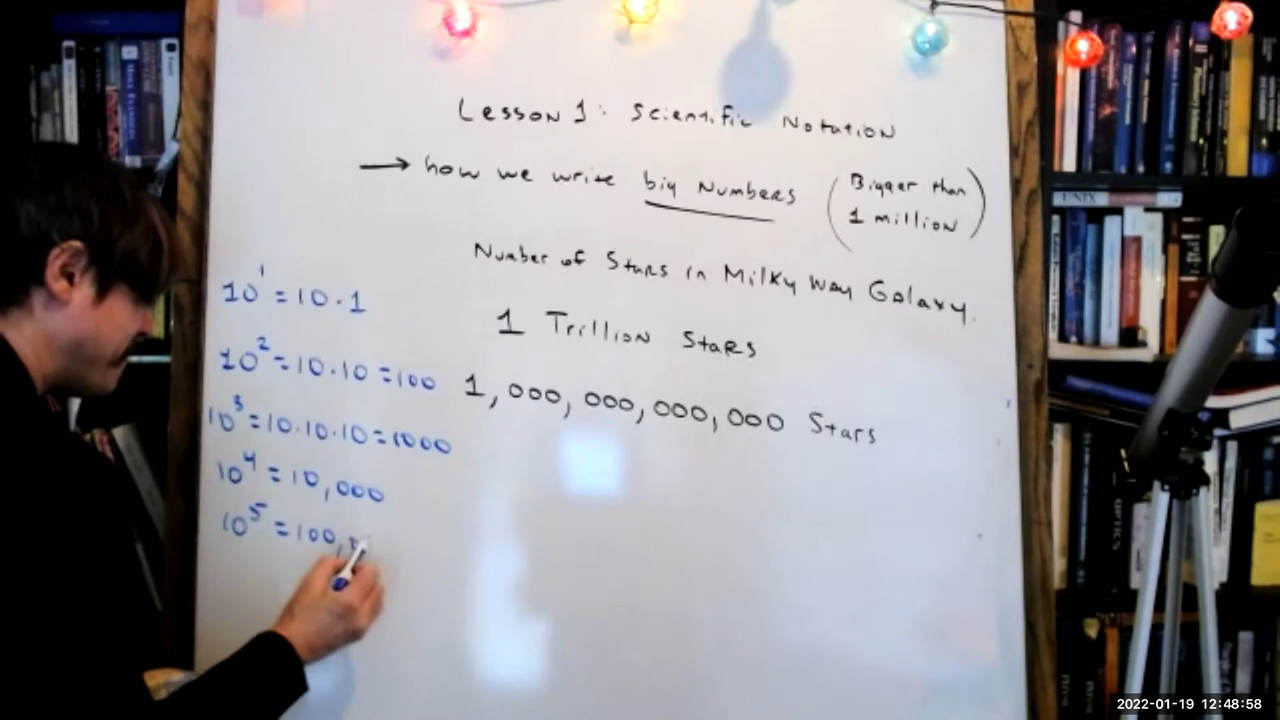 Lesson 1: Scientific Notation
→ how we write big Numbers (Bigger than
1 million)
Number of Stars in Milky Way Galaxy.
1 Trillion Stars
1,000,000,000,000 Stars
10¹ = 10·1
10² = 10·10 = 100
10³ = 10·10·10 = 1000
10⁴ = 10,000
10⁵ = 100,
UNIX
OPTICS
2022-01-19 12:48:58